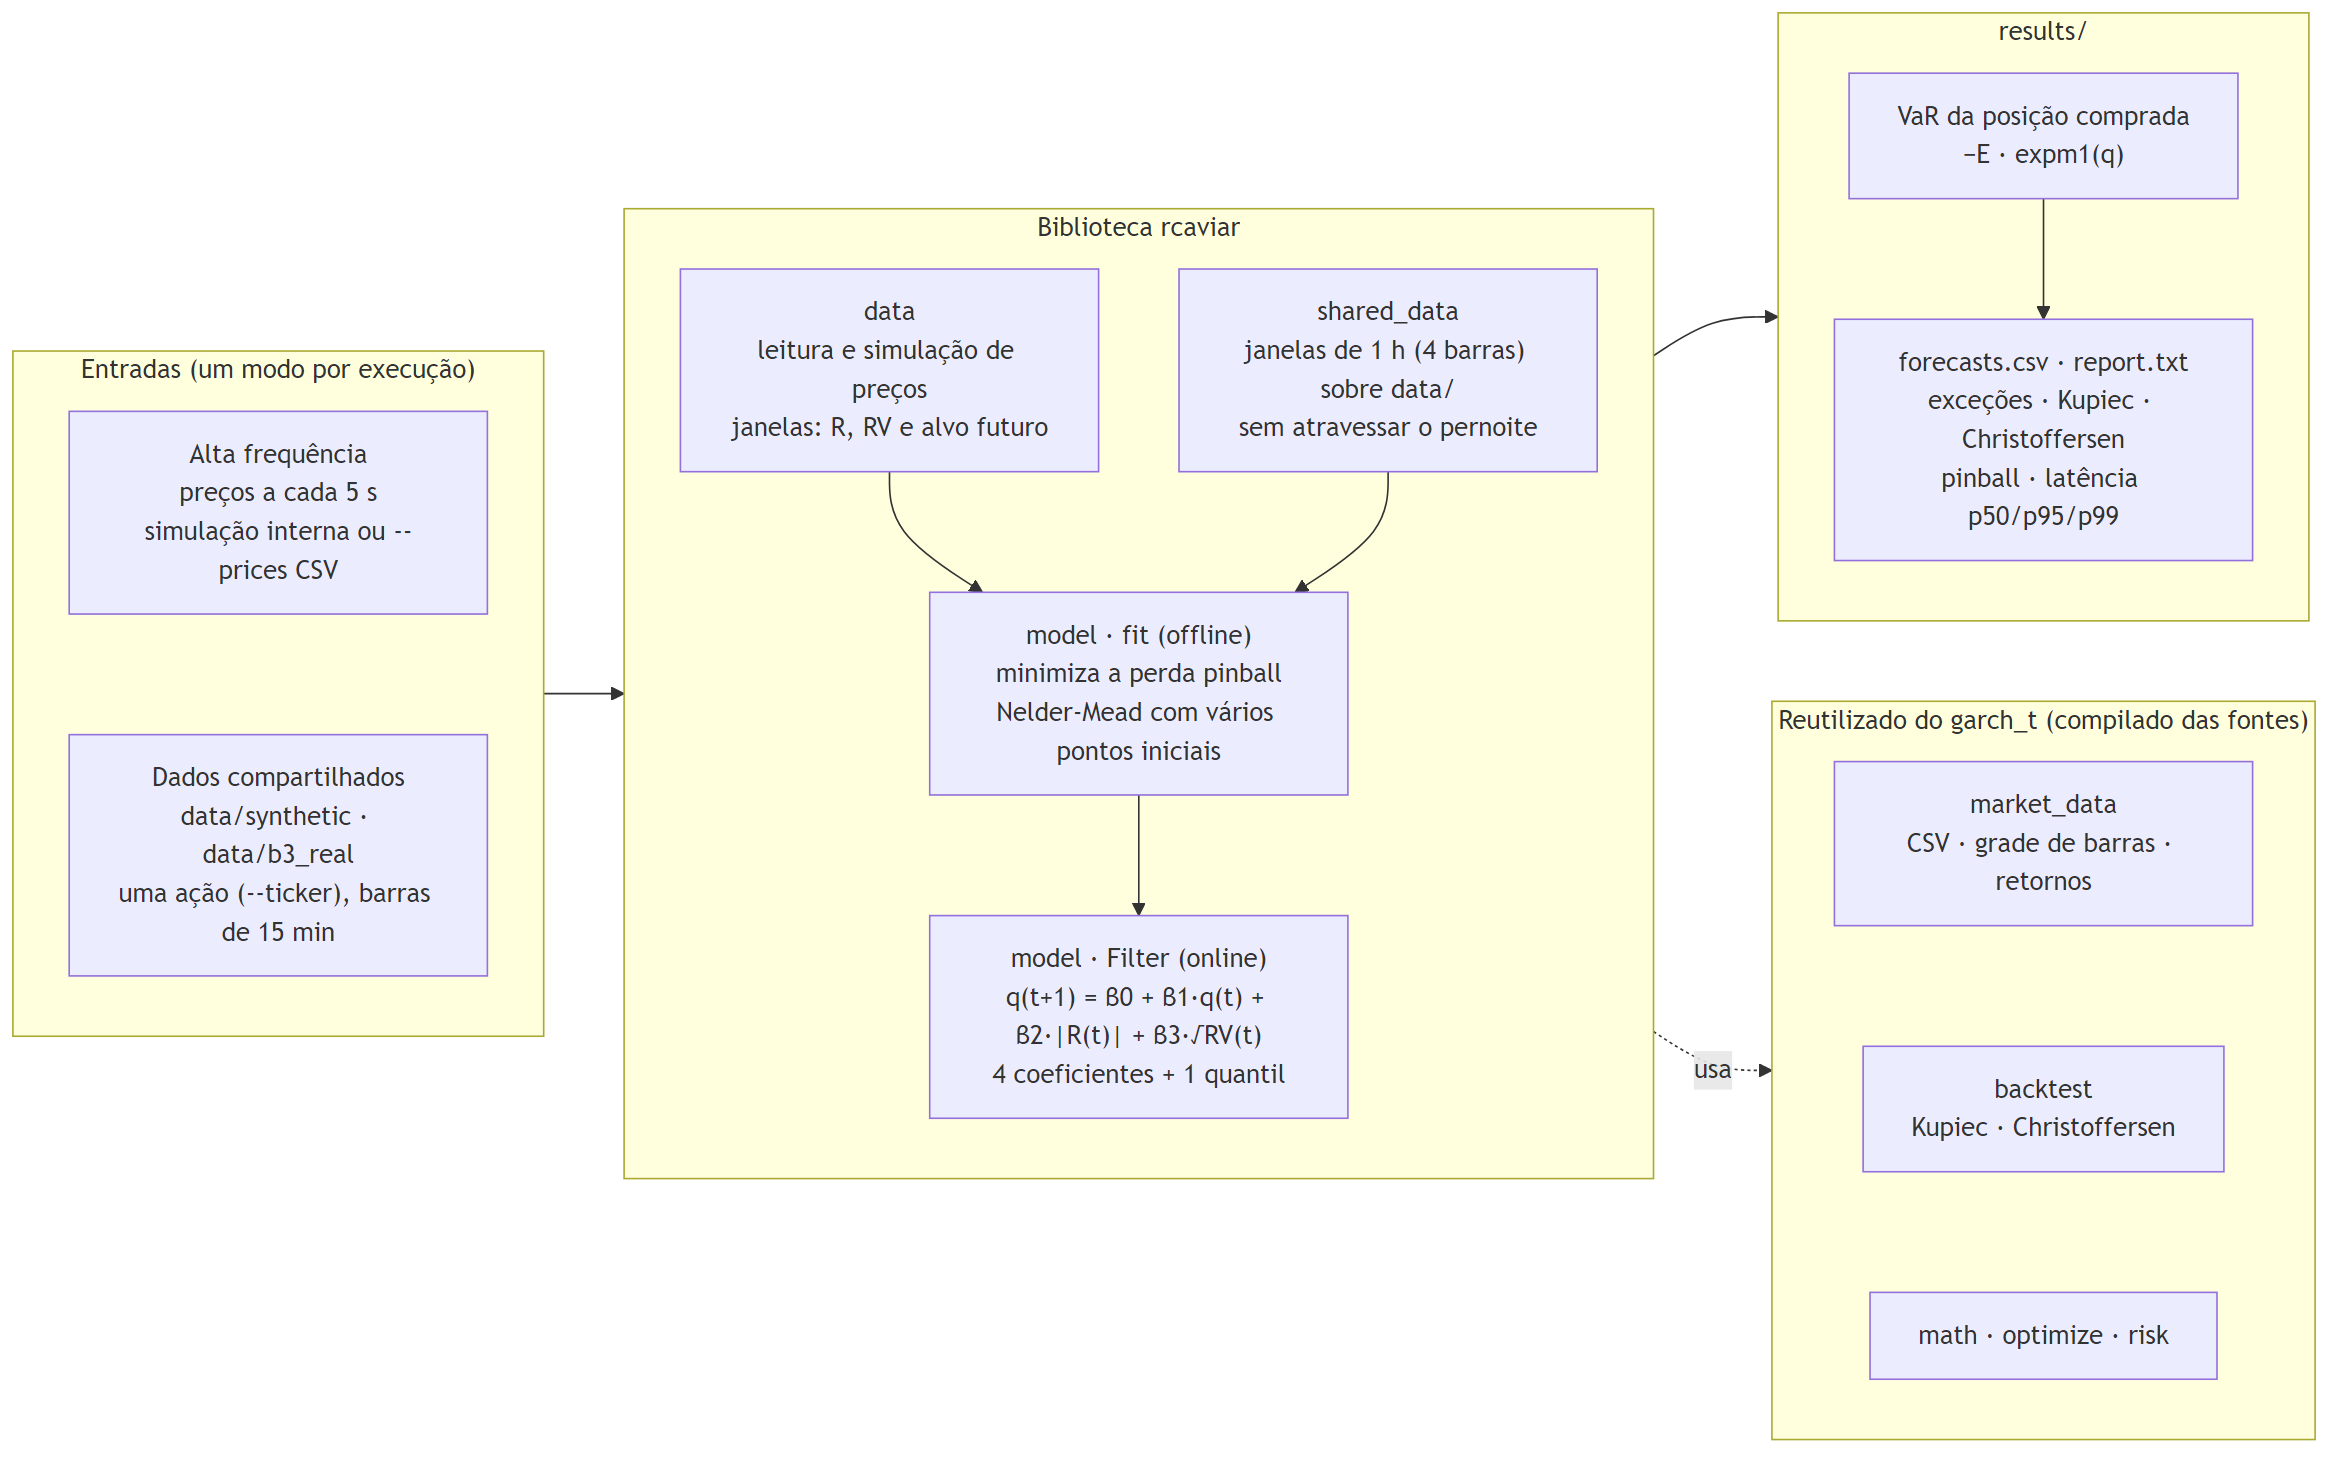 Entradas (um modo por execução)
Alta frequência
preços a cada 5 s
simulação interna ou --
prices CSV
Dados compartilhados
data/synthetic ·
data/b3_real
uma ação (--ticker), barras
de 15 min
Biblioteca rcaviar
data
leitura e simulação de
preços
janelas: R, RV e alvo futuro
shared_data
janelas de 1 h (4 barras)
sobre data/
sem atravessar o pernoite
model · fit (offline)
minimiza a perda pinball
Nelder-Mead com vários
pontos iniciais
model · Filter (online)
q(t+1) = β0 + β1·q(t) +
β2·|R(t)| + β3·√RV(t)
4 coeficientes + 1 quantil
results/
VaR da posição comprada
−E · expm1(q)
forecasts.csv · report.txt
exceções · Kupiec ·
Christoffersen
pinball · latência
p50/p95/p99
usa
Reutilizado do garch_t (compilado das fontes)
market_data
CSV · grade de barras ·
retornos
backtest
Kupiec · Christoffersen
math · optimize · risk